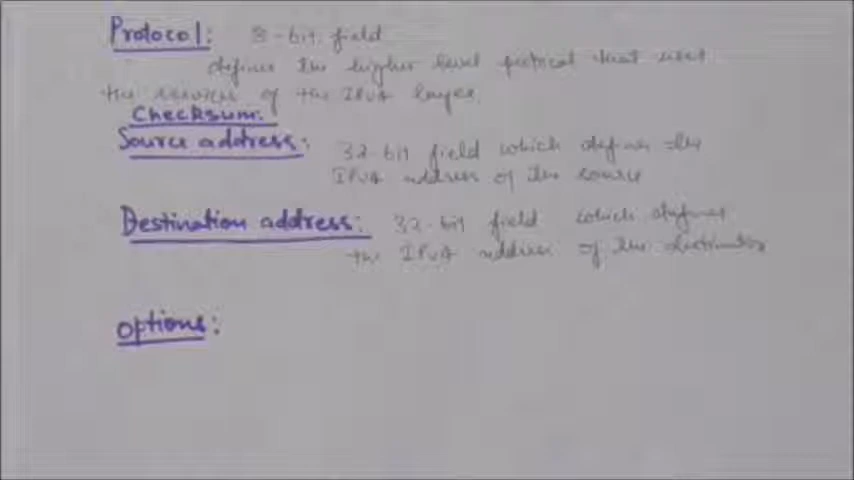 Protocol: 8-bit field
defines the higher level protocol that uses
the services of the IPv4 layer.
Checksum:
Source address: 32-bit field which defines the
IPv4 address of the source
Destination address: 32-bit field which defines
the IPv4 address of the destination
options: